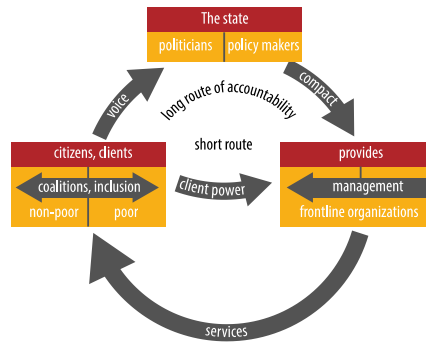 The state
politicians policy makers
voice
long route of accountability
compact
short route
citizens, clients
coalitions, inclusion
non-poor poor
client power
provides
management
frontline organizations
services